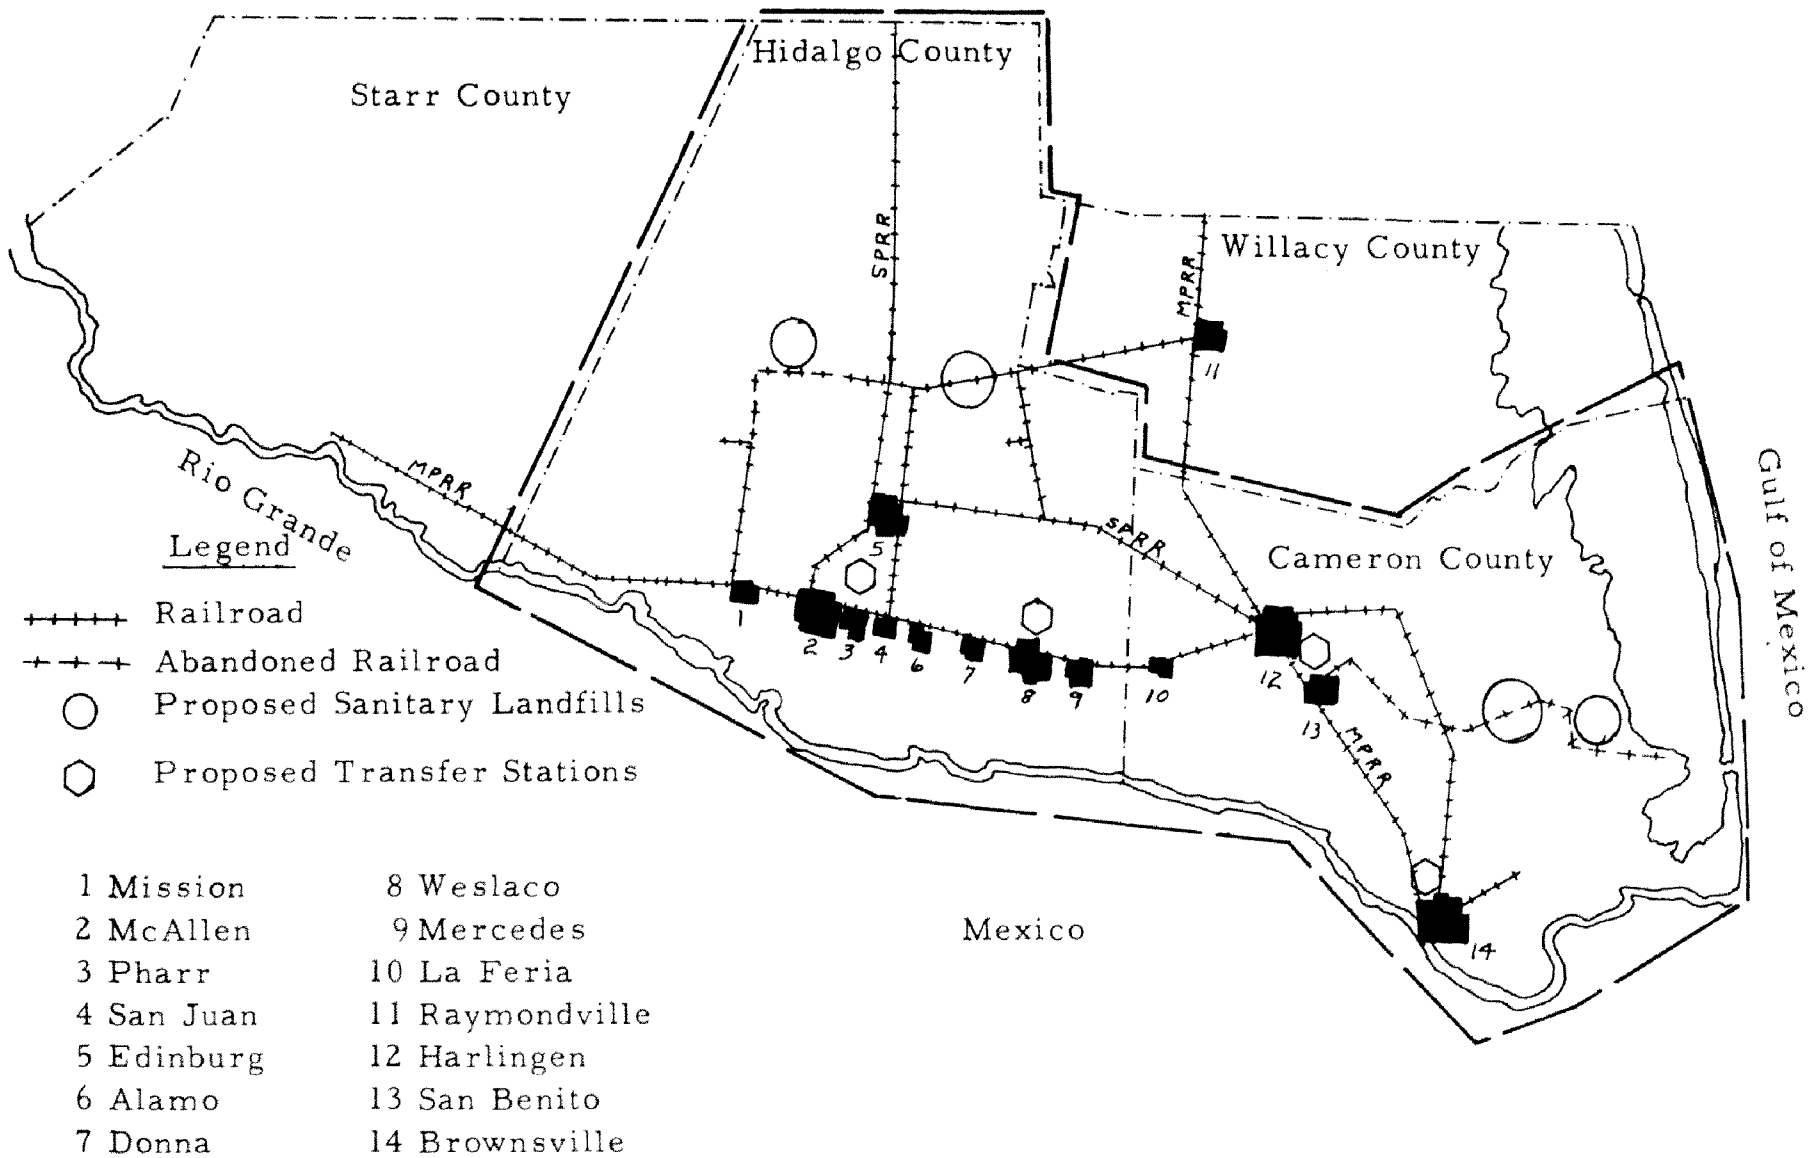 Hidalgo County
Starr County
SPRR
Willacy County
MPRR
11
Rio Grande
MPRR
Gulf of Mexico
SPRR
Cameron County
5
Legend
Railroad
Abandoned Railroad
Proposed Sanitary Landfills
Proposed Transfer Stations
1
2
3
4
6
7
8
9
10
12
13
MPRR
14
Mexico
1 Mission
2 McAllen
3 Pharr
4 San Juan
5 Edinburg
6 Alamo
7 Donna
8 Weslaco
9 Mercedes
10 La Feria
11 Raymondville
12 Harlingen
13 San Benito
14 Brownsville